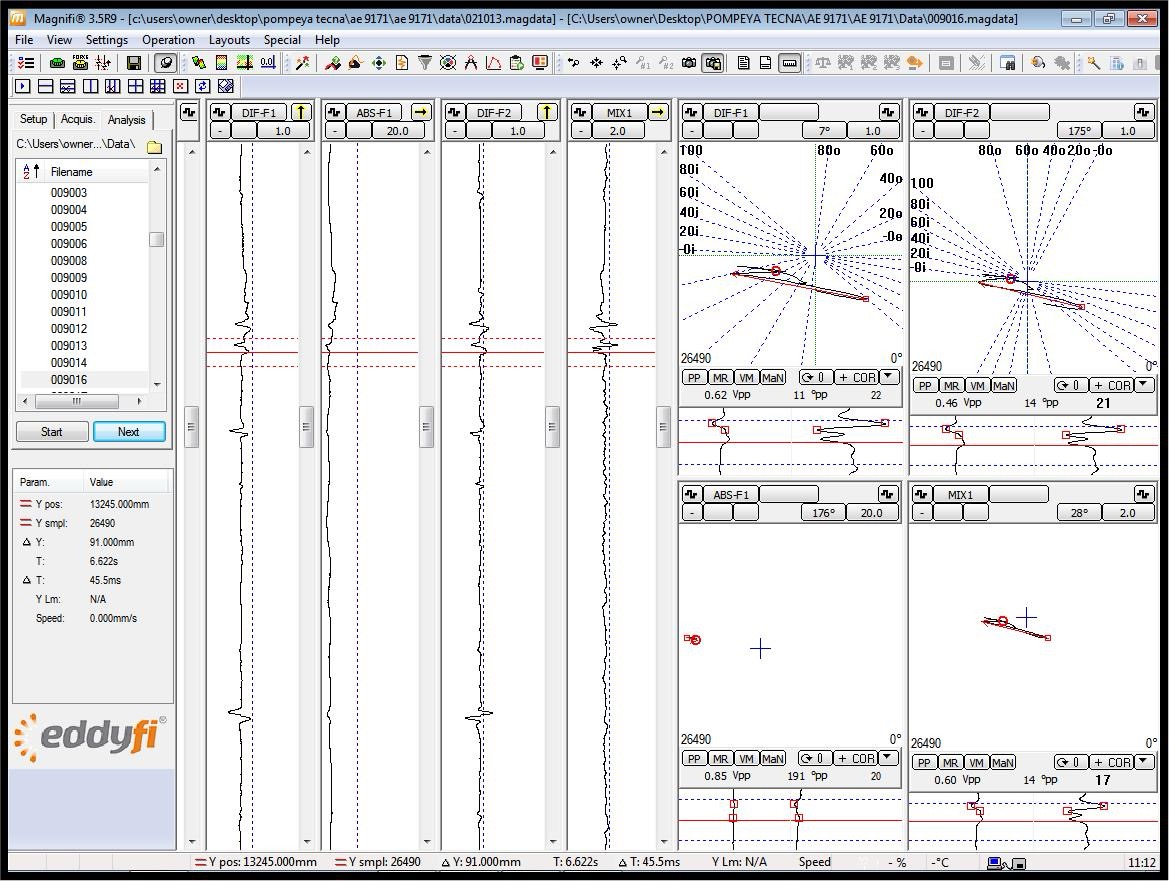 Magnifi® 3.5R9 - [c:\users\owner\desktop\pompeya tecna\ae 9171\ae 9171\data\021013.magdata] - [C:\Users\owner\Desktop\POMPEYA TECNA\AE 9171\AE 9171\Data\009016.magdata]
File View Settings Operation Layouts Special Help
Setup Acquis. Analysis
C:\Users\owner...\Data\
Filename
009003
009004
009005
009006
009008
009009
009010
009011
009012
009013
009014
009016
Start Next
Param. Value
Y pos: 13245.000mm
Y smpl: 26490
Δ Y: 91.000mm
T: 6.622s
Δ T: 45.5ms
Y Lm: N/A
Speed: 0.000mm/s
eddyfi®
DIF-F1
- 1.0
ABS-F1
- 20.0
DIF-F2
- 1.0
MIX1
- 2.0
DIF-F1
- 7° 1.0
100 80o 60o
80i
60i 40o
40i
20i 20o
0i -0o
26490 0°
PP MR VM MaN 0 + COR
0.62 Vpp 11 °pp 22
DIF-F2
- 175° 1.0
80o 60o 40o 20o -0o
100
80i
60i
40i
20i
0i
26490 0°
PP MR VM MaN 0 + COR
0.46 Vpp 14 °pp 21
ABS-F1
- 176° 20.0
26490 0°
PP MR VM MaN 0 + COR
0.85 Vpp 191 °pp 20
MIX1
- 28° 2.0
26490 0°
PP MR VM MaN 0 + COR
0.60 Vpp 14 °pp 17
Y pos: 13245.000mm Y smpl: 26490 Δ Y: 91.000mm T: 6.622s Δ T: 45.5ms Y Lm: N/A Speed - % -°C 11:12